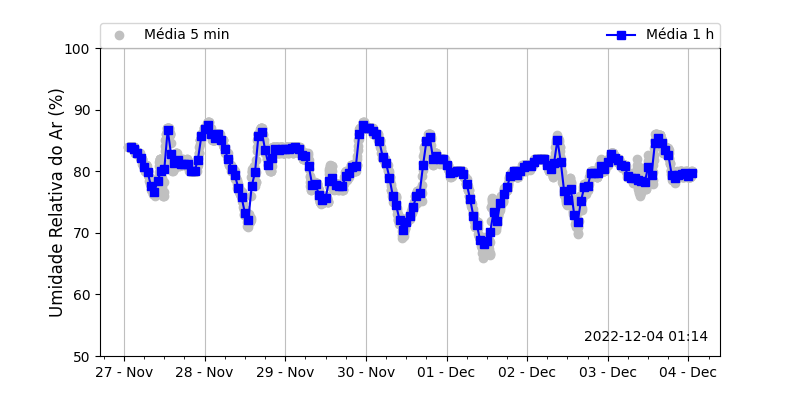 Média 5 min
Média 1 h
Umidade Relativa do Ar (%)
100
90
80
70
60
50
2022-12-04 01:14
27 - Nov
28 - Nov
29 - Nov
30 - Nov
01 - Dec
02 - Dec
03 - Dec
04 - Dec